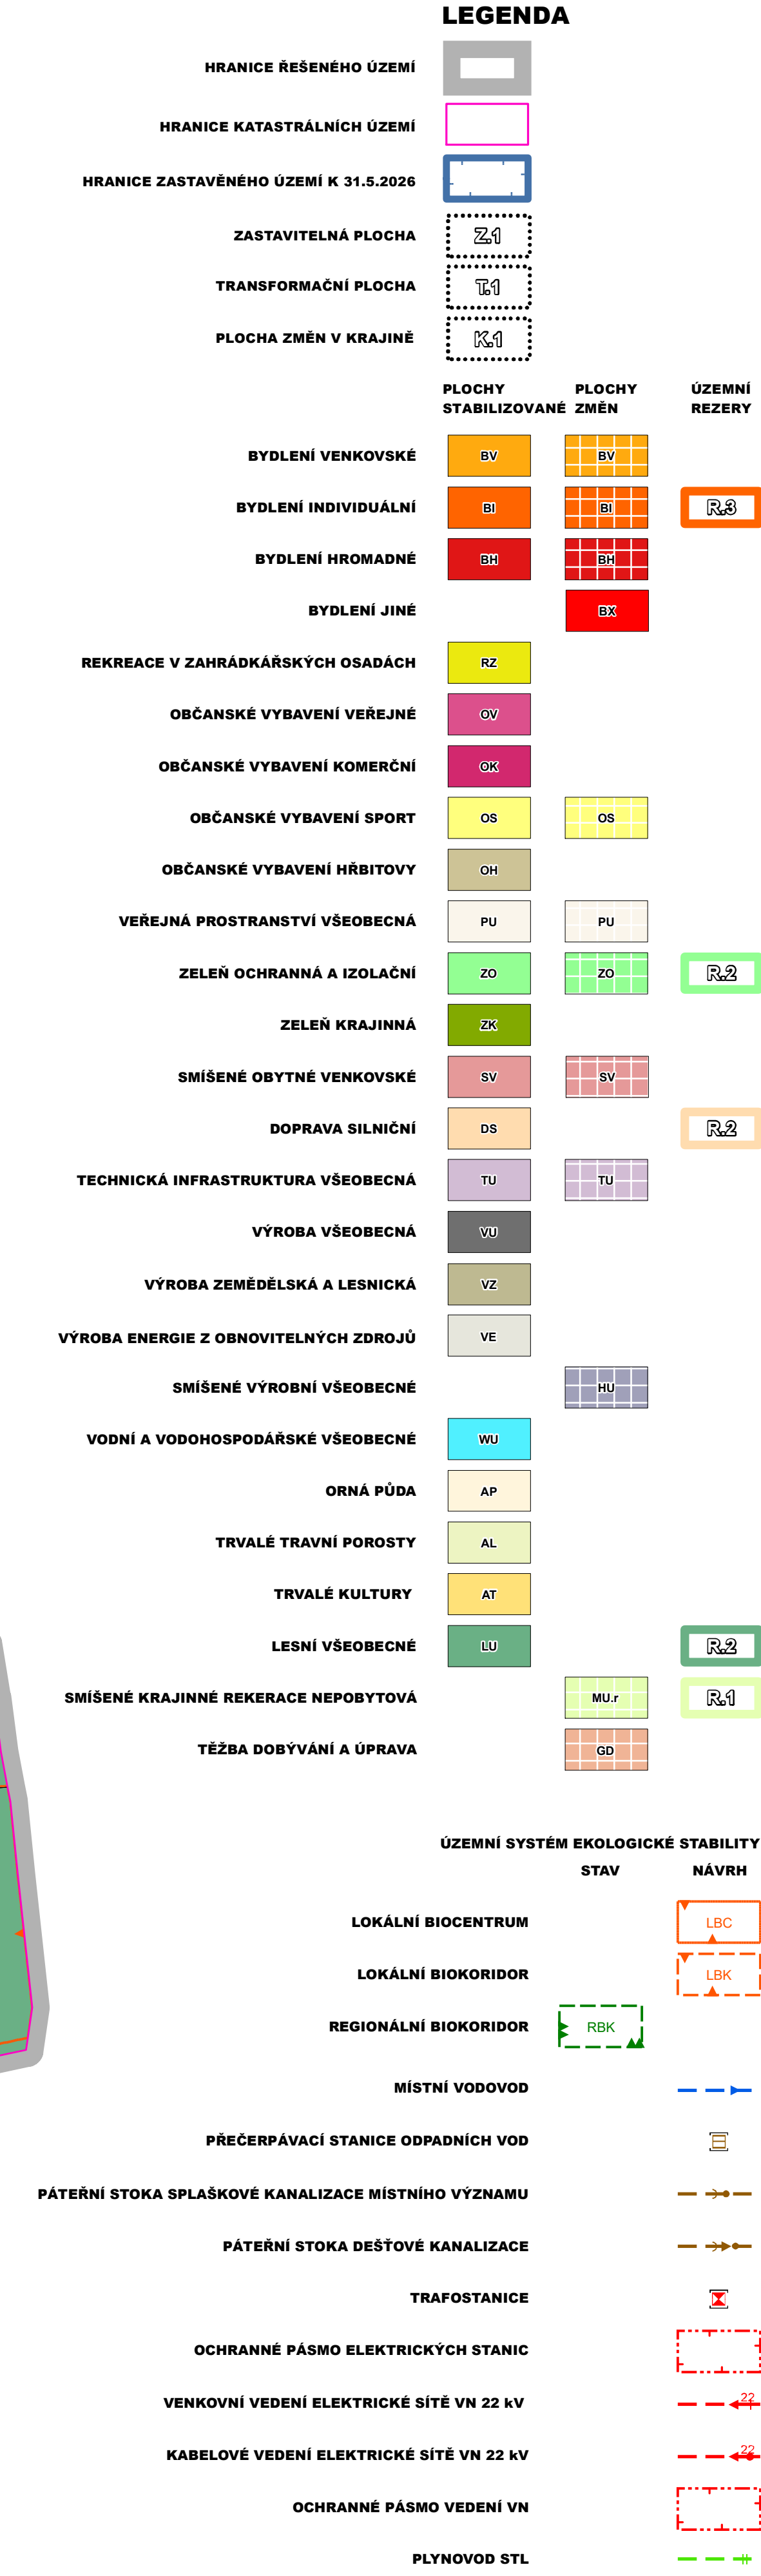 LEGENDA
HRANICE ŘEŠENÉHO ÚZEMÍ
HRANICE KATASTRÁLNÍCH ÚZEMÍ
HRANICE ZASTAVĚNÉHO ÚZEMÍ K 31.5.2026
ZASTAVITELNÁ PLOCHA Z.1
TRANSFORMAČNÍ PLOCHA T.1
PLOCHA ZMĚN V KRAJINĚ K.1
PLOCHY PLOCHY ÚZEMNÍ
STABILIZOVANÉ ZMĚN REZERY
BYDLENÍ VENKOVSKÉ BV BV
BYDLENÍ INDIVIDUÁLNÍ BI BI R.3
BYDLENÍ HROMADNÉ BH BH
BYDLENÍ JINÉ BX
REKREACE V ZAHRÁDKÁŘSKÝCH OSADÁCH RZ
OBČANSKÉ VYBAVENÍ VEŘEJNÉ OV
OBČANSKÉ VYBAVENÍ KOMERČNÍ OK
OBČANSKÉ VYBAVENÍ SPORT OS OS
OBČANSKÉ VYBAVENÍ HŘBITOVY OH
VEŘEJNÁ PROSTRANSTVÍ VŠEOBECNÁ PU PU
ZELEŇ OCHRANNÁ A IZOLAČNÍ ZO ZO R.2
ZELEŇ KRAJINNÁ ZK
SMÍŠENÉ OBYTNÉ VENKOVSKÉ SV SV
DOPRAVA SILNIČNÍ DS R.2
TECHNICKÁ INFRASTRUKTURA VŠEOBECNÁ TU TU
VÝROBA VŠEOBECNÁ VU
VÝROBA ZEMĚDĚLSKÁ A LESNICKÁ VZ
VÝROBA ENERGIE Z OBNOVITELNÝCH ZDROJŮ VE
SMÍŠENÉ VÝROBNÍ VŠEOBECNÉ HU
VODNÍ A VODOHOSPODÁŘSKÉ VŠEOBECNÉ WU
ORNÁ PŮDA AP
TRVALÉ TRAVNÍ POROSTY AL
TRVALÉ KULTURY AT
LESNÍ VŠEOBECNÉ LU R.2
SMÍŠENÉ KRAJINNÉ REKERACE NEPOBYTOVÁ MU.r R.1
TĚŽBA DOBÝVÁNÍ A ÚPRAVA GD
ÚZEMNÍ SYSTÉM EKOLOGICKÉ STABILITY
STAV NÁVRH
LOKÁLNÍ BIOCENTRUM LBC
LOKÁLNÍ BIOKORIDOR LBK
REGIONÁLNÍ BIOKORIDOR RBK
MÍSTNÍ VODOVOD
PŘEČERPÁVACÍ STANICE ODPADNÍCH VOD
PÁTEŘNÍ STOKA SPLAŠKOVÉ KANALIZACE MÍSTNÍHO VÝZNAMU
PÁTEŘNÍ STOKA DEŠŤOVÉ KANALIZACE
TRAFOSTANICE
OCHRANNÉ PÁSMO ELEKTRICKÝCH STANIC
VENKOVNÍ VEDENÍ ELEKTRICKÉ SÍTĚ VN 22 kV 22
KABELOVÉ VEDENÍ ELEKTRICKÉ SÍTĚ VN 22 kV 22
OCHRANNÉ PÁSMO VEDENÍ VN
PLYNOVOD STL